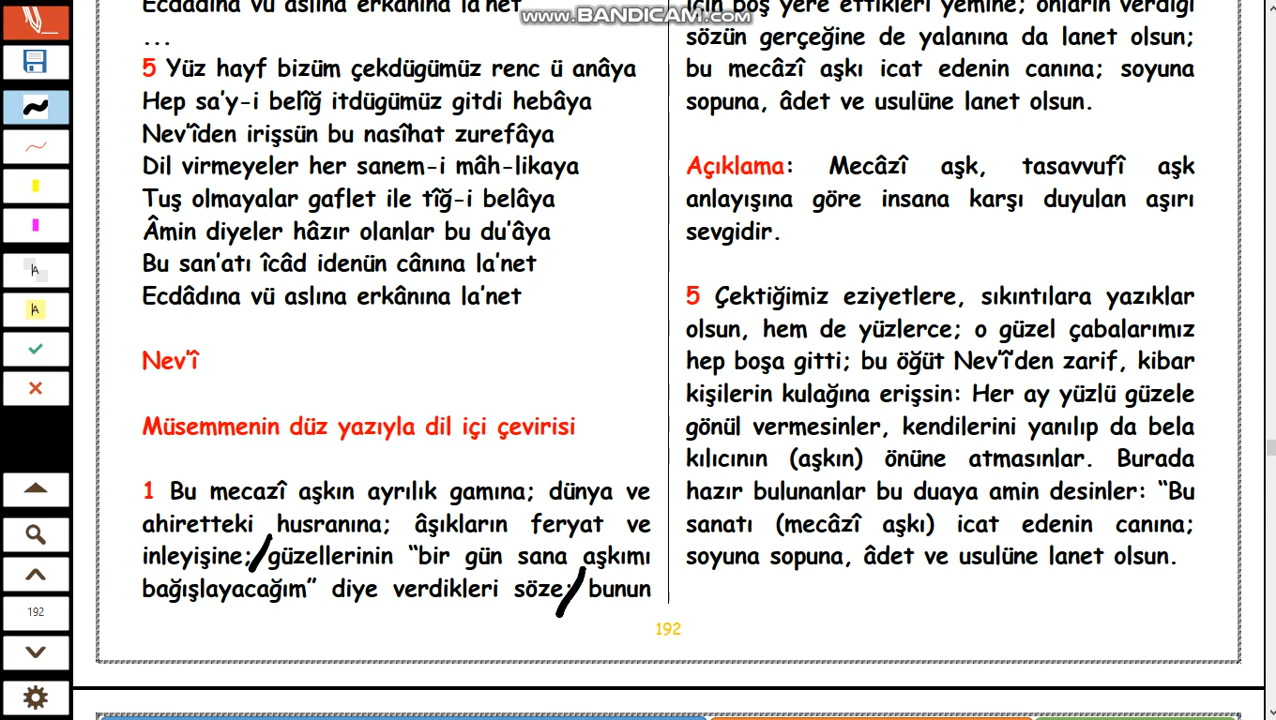 Ecdâdına vü aslına erkânına la'net
www.BANDICAM.com
...
5 Yüz hayf bizüm çekdügümüz renc ü anâya
Hep sa'y-i belîğ itdügümüz gitdi hebâya
Nev'îden irişsün bu nasîhat zurefâya
Dil virmeyeler her sanem-i mâh-likaya
Tuş olmayalar gaflet ile tîğ-i belâya
Âmin diyeler hâzır olanlar bu du'âya
Bu san'atı îcâd idenün cânına la'net
Ecdâdına vü aslına erkânına la'net
Nev'î
Müsemmenin düz yazıyla dil içi çevirisi
1 Bu mecazî aşkın ayrılık gamına; dünya ve
ahiretteki husranına; âşıkların feryat ve
inleyişine; güzellerinin “bir gün sana aşkımı
bağışlayacağım” diye verdikleri söze; bunun
için boş yere ettikleri yemine; onların verdiği
sözün gerçeğine de yalanına da lanet olsun;
bu mecâzî aşkı icat edenin canına; soyuna
sopuna, âdet ve usulüne lanet olsun.
Açıklama: Mecâzî aşk, tasavvufî aşk
anlayışına göre insana karşı duyulan aşırı
sevgidir.
5 Çektiğimiz eziyetlere, sıkıntılara yazıklar
olsun, hem de yüzlerce; o güzel çabalarımız
hep boşa gitti; bu öğüt Nev'î'den zarif, kibar
kişilerin kulağına erişsin: Her ay yüzlü güzele
gönül vermesinler, kendilerini yanılıp da bela
kılıcının (aşkın) önüne atmasınlar. Burada
hazır bulunanlar bu duaya amin desinler: “Bu
sanatı (mecâzî aşkı) icat edenin canına;
soyuna sopuna, âdet ve usulüne lanet olsun.
192
A
A
192